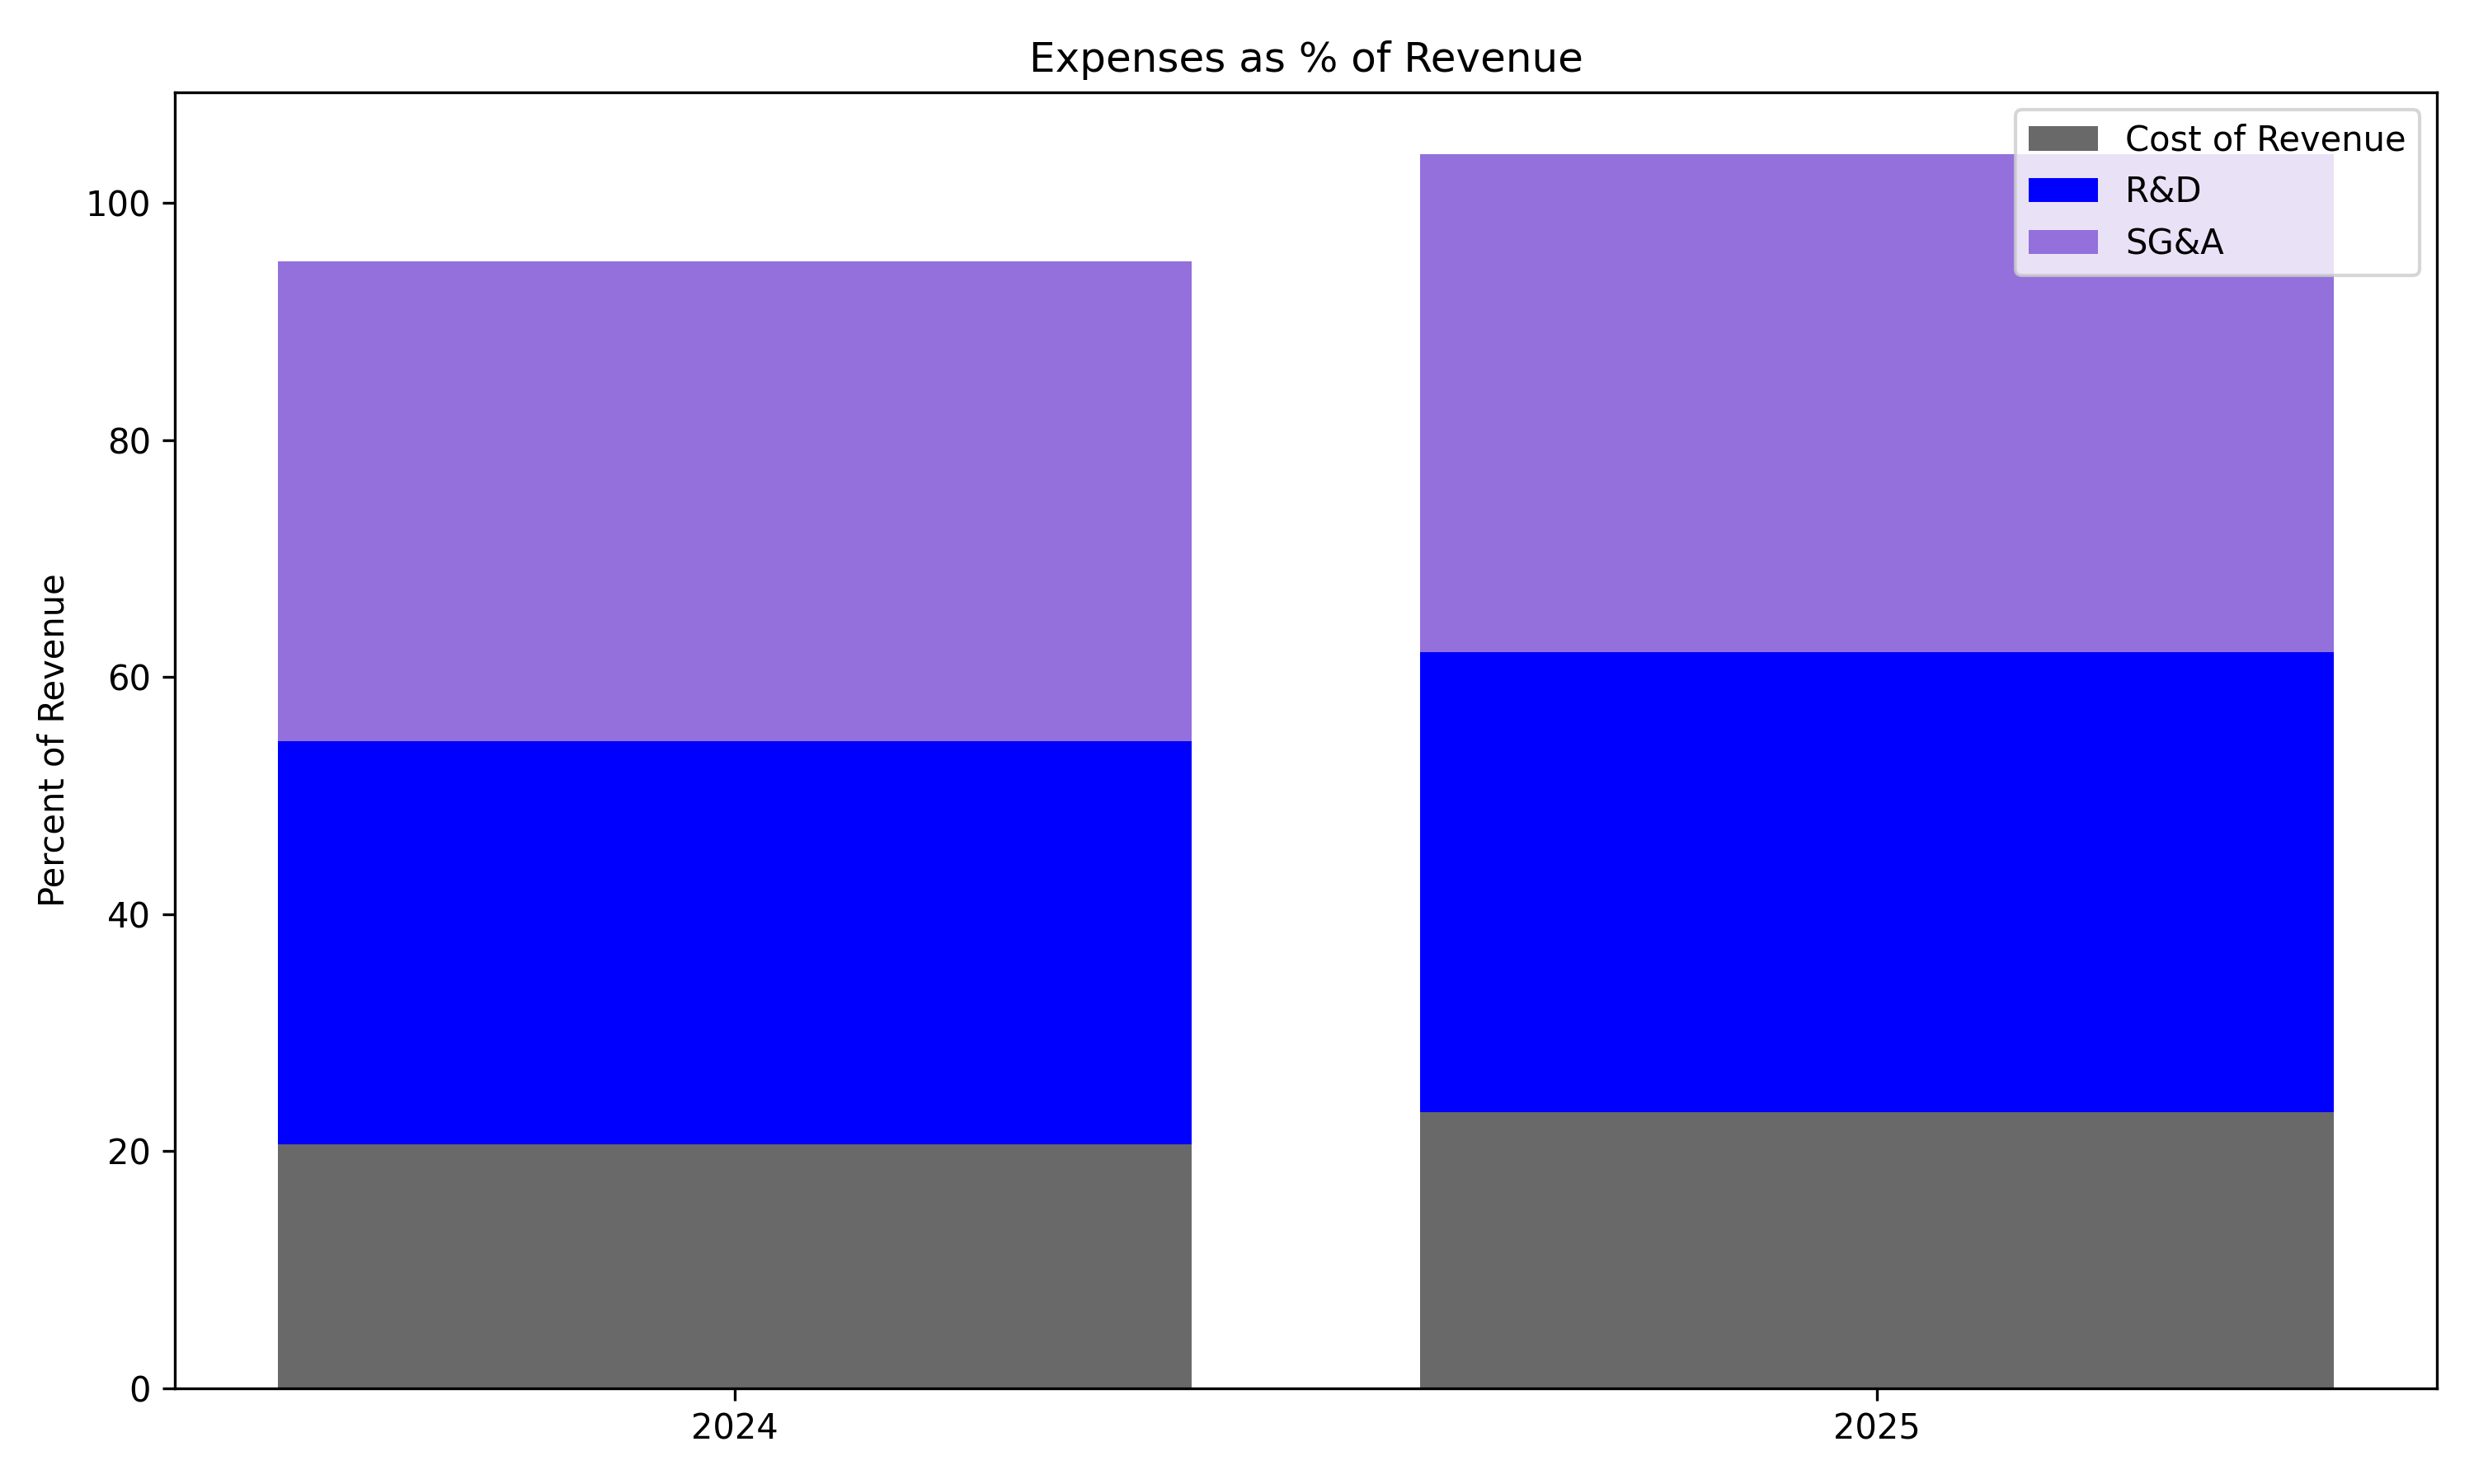 Expenses as % of Revenue
Cost of Revenue
R&D
SG&A
Percent of Revenue
100
80
60
40
20
0
2024
2025